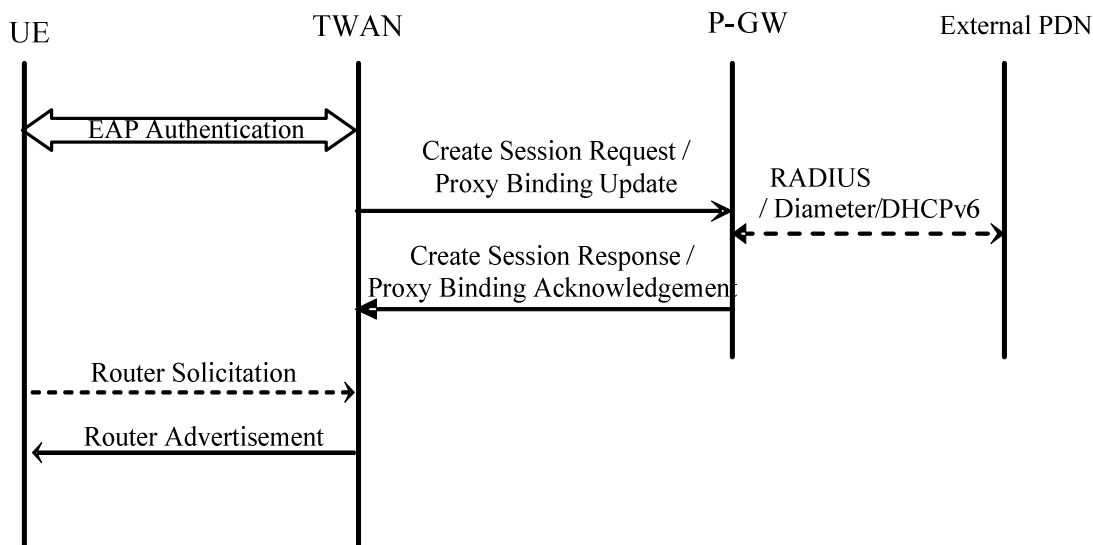 UE
TWAN
P-GW
External PDN
EAP Authentication
Create Session Request /
Proxy Binding Update
RADIUS
/ Diameter/DHCPv6
Create Session Response /
Proxy Binding Acknowledgement
Router Solicitation
Router Advertisement